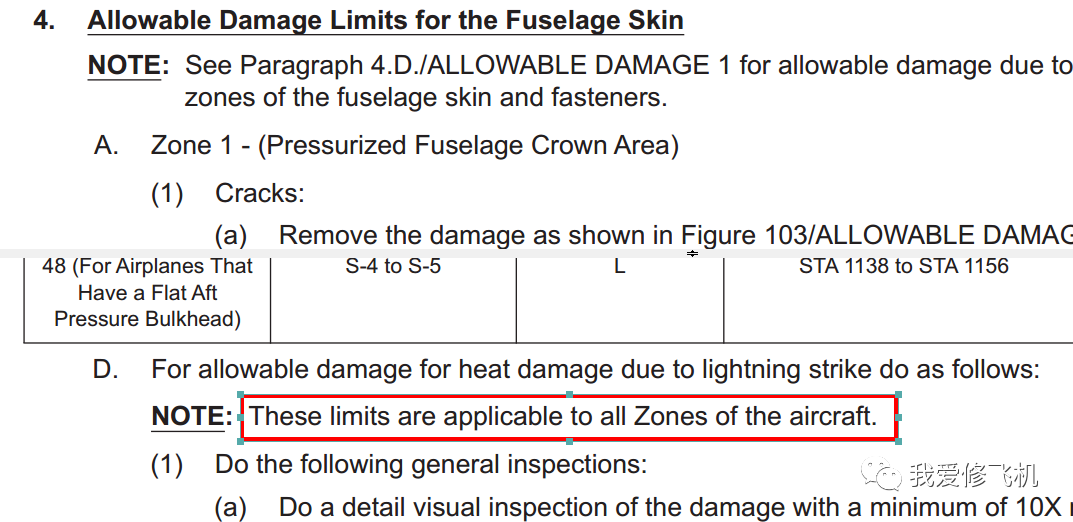 4. Allowable Damage Limits for the Fuselage Skin
NOTE: See Paragraph 4.D./ALLOWABLE DAMAGE 1 for allowable damage due to
zones of the fuselage skin and fasteners.
A. Zone 1 - (Pressurized Fuselage Crown Area)
(1) Cracks:
(a) Remove the damage as shown in Figure 103/ALLOWABLE DAMAG
48 (For Airplanes That Have a Flat Aft Pressure Bulkhead) S-4 to S-5 L STA 1138 to STA 1156
D. For allowable damage for heat damage due to lightning strike do as follows:
NOTE: These limits are applicable to all Zones of the aircraft.
(1) Do the following general inspections:
(a) Do a detail visual inspection of the damage with a minimum of 10X
我爱修飞机